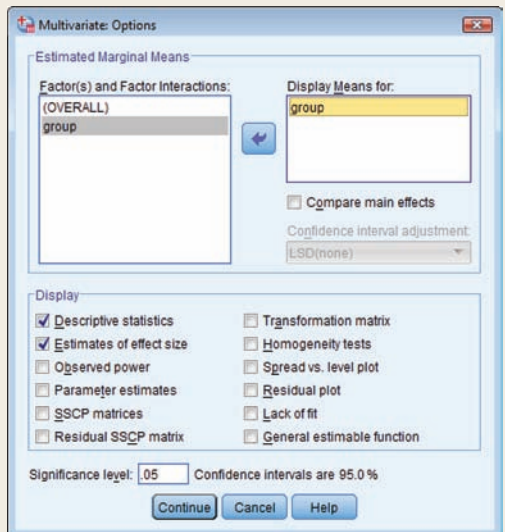 Multivariate: Options
Estimated Marginal Means
Factor(s) and Factor Interactions:
(OVERALL)
group
Display Means for:
group
Compare main effects
Confidence interval adjustment:
LSD(none)
Display
Descriptive statistics
Estimates of effect size
Observed power
Parameter estimates
SSCP matrices
Residual SSCP matrix
Transformation matrix
Homogeneity tests
Spread vs. level plot
Residual plot
Lack of fit
General estimable function
Significance level: .05 Confidence intervals are 95.0 %
Continue Cancel Help